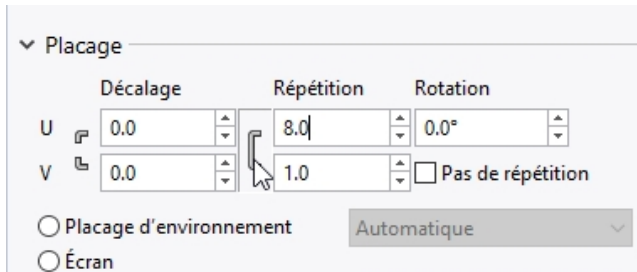 Placage
Décalage Répétition Rotation
U 0.0 8.0 0.0°
V 0.0 1.0 Pas de répétition
Placage d'environnement Automatique
Écran